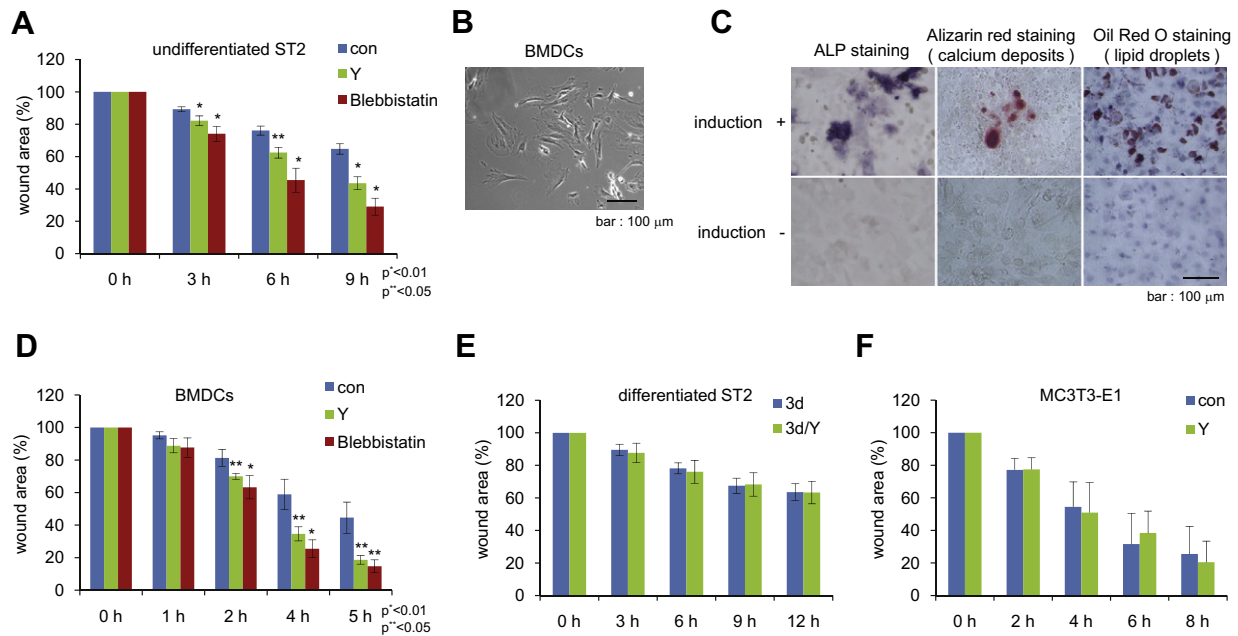 A
undifferentiated ST2
con
Y
Blebbistatin
wound area (%)
120
100
80
60
40
20
0
* * ** * * *
0 h 3 h 6 h 9 h
p*<0.01
p**<0.05
B
BMDCs
bar : 100 μm
C
ALP staining
Alizarin red staining
( calcium deposits )
Oil Red O staining
( lipid droplets )
induction +
induction -
bar : 100 μm
D
BMDCs
con
Y
Blebbistatin
wound area (%)
120
100
80
60
40
20
0
** * ** * ** **
0 h 1 h 2 h 4 h 5 h
p*<0.01
p**<0.05
E
differentiated ST2
3d
3d/Y
wound area (%)
120
100
80
60
40
20
0
0 h 3 h 6 h 9 h 12 h
F
MC3T3-E1
con
Y
wound area (%)
120
100
80
60
40
20
0
0 h 2 h 4 h 6 h 8 h